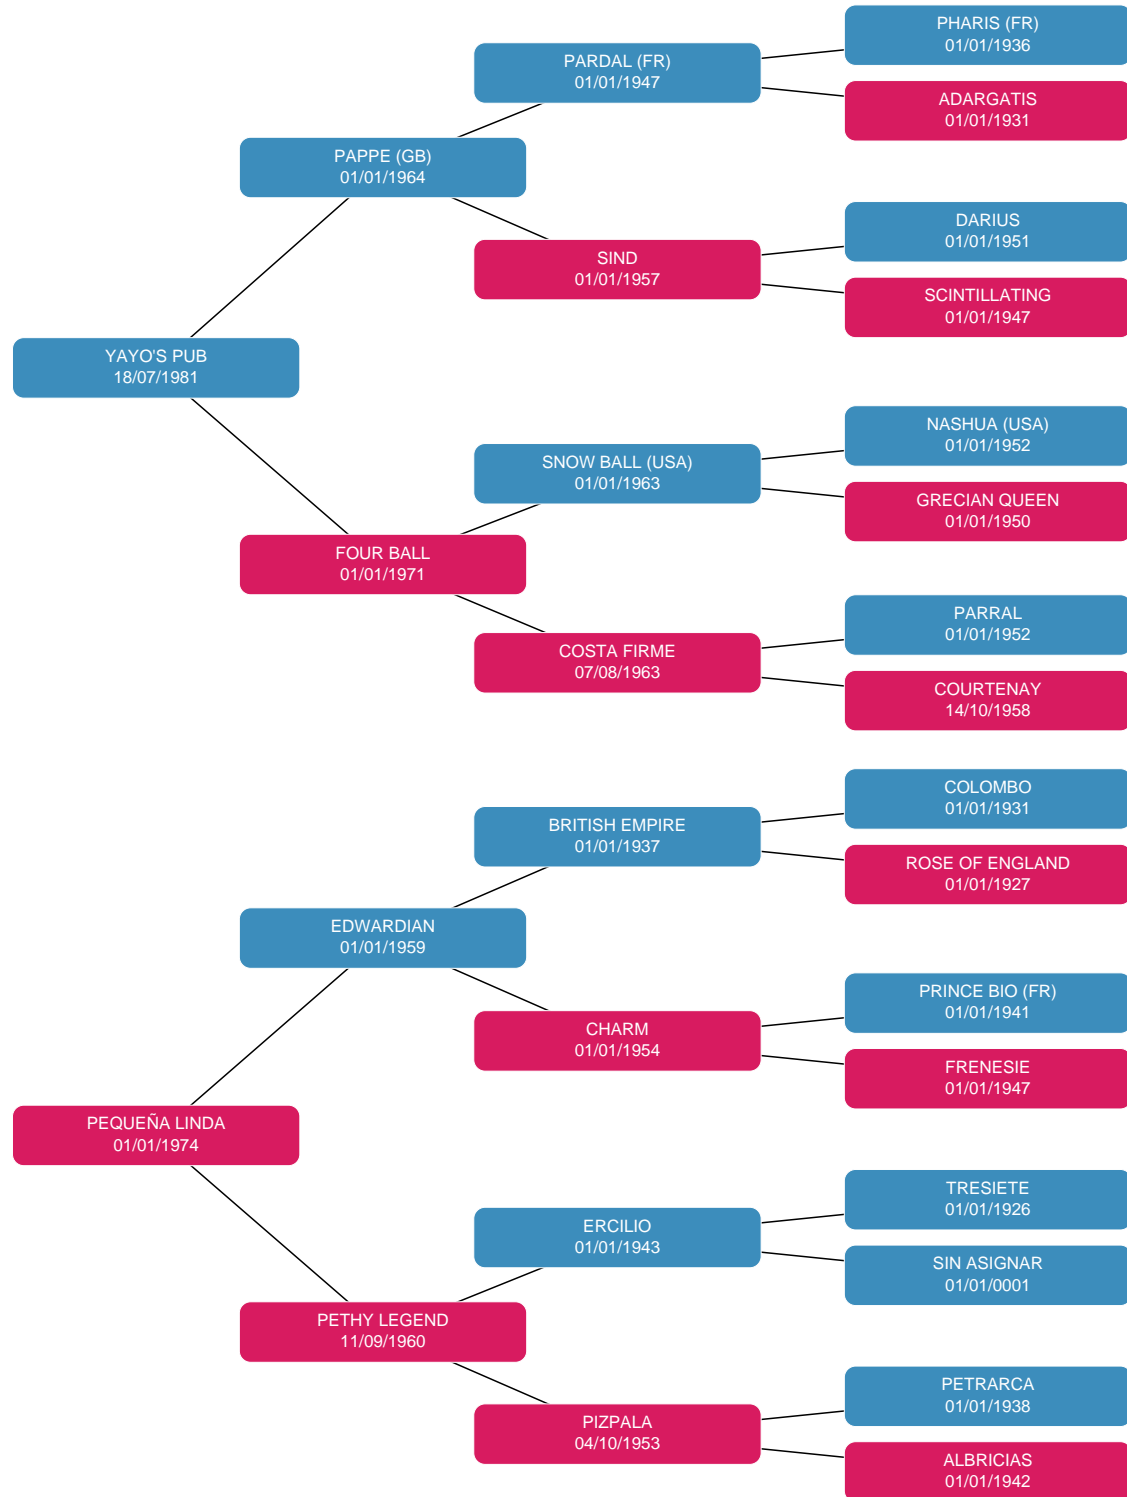 PHARIS (FR)
01/01/1936
PARDAL (FR)
01/01/1947
ADARGATIS
01/01/1931
PAPPE (GB)
01/01/1964
DARIUS
01/01/1951
SIND
01/01/1957
SCINTILLATING
01/01/1947
YAYO'S PUB
18/07/1981
NASHUA (USA)
01/01/1952
SNOW BALL (USA)
01/01/1963
GRECIAN QUEEN
01/01/1950
FOUR BALL
01/01/1971
PARRAL
01/01/1952
COSTA FIRME
07/08/1963
COURTENAY
14/10/1958
COLOMBO
01/01/1931
BRITISH EMPIRE
01/01/1937
ROSE OF ENGLAND
01/01/1927
EDWARDIAN
01/01/1959
PRINCE BIO (FR)
01/01/1941
CHARM
01/01/1954
FRENESIE
01/01/1947
PEQUEÑA LINDA
01/01/1974
TRESIETE
01/01/1926
ERCILIO
01/01/1943
SIN ASIGNAR
01/01/0001
PETHY LEGEND
11/09/1960
PETRARCA
01/01/1938
PIZPALA
04/10/1953
ALBRICIAS
01/01/1942